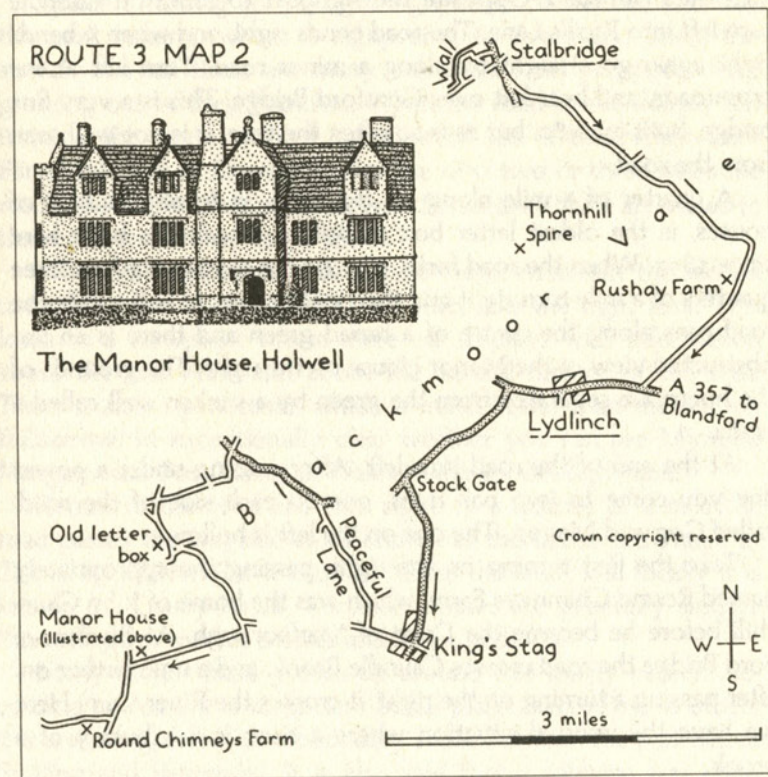 ROUTE 3 MAP 2
Stalbridge
Thornhill
Spire
Rushay Farm
The Manor House, Holwell
A 357 to
Blandford
Lydlinch
Blackmoor Vale
Stock Gate
Old letter
box
Peaceful
Lane
Crown copyright reserved
Manor House
(illustrated above)
King's Stag
N
W E
S
Round Chimneys Farm
3 miles